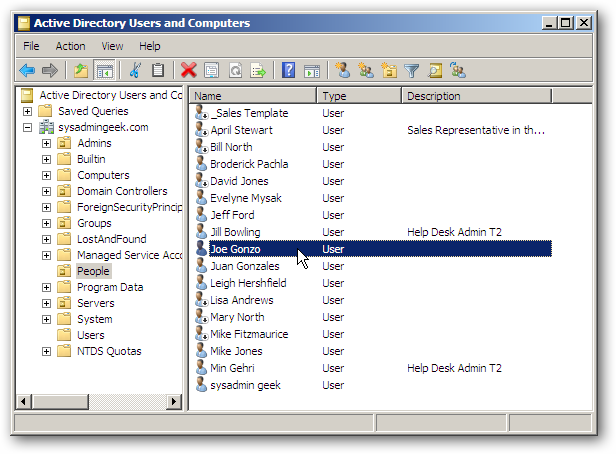 Active Directory Users and Computers
File Action View Help
Active Directory Users and Co
Saved Queries
sysadmingeek.com
Admins
Builtin
Computers
Domain Controllers
ForeignSecurityPrincip
Groups
LostAndFound
Managed Service Acco
People
Program Data
Servers
System
Users
NTDS Quotas
Name Type Description
_Sales Template User
April Stewart User Sales Representative in th...
Bill North User
Broderick Pachla User
David Jones User
Evelyne Mysak User
Jeff Ford User
Jill Bowling User Help Desk Admin T2
Joe Gonzo User
Juan Gonzales User
Leigh Hershfield User
Lisa Andrews User
Mary North User
Mike Fitzmaurice User
Mike Jones User
Min Gehri User Help Desk Admin T2
sysadmin geek User